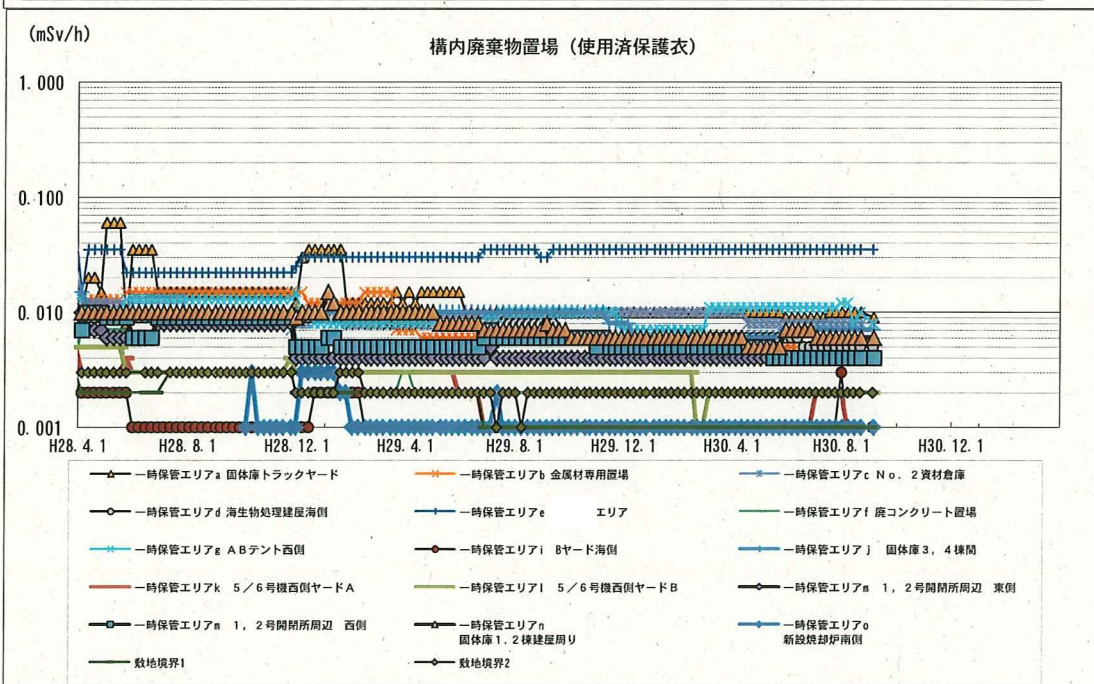 (mSv/h)
構内廃棄物置場（使用済保護衣）
1.000
0.100
0.010
0.001
H28. 4. 1 H28. 8. 1 H28. 12. 1 H29. 4. 1 H29. 8. 1 H29. 12. 1 H30. 4. 1 H30. 8. 1 H30. 12. 1
一時保管エリアa 固体庫トラックヤード 一時保管エリアb 金属材専用置場 一時保管エリアc No. 2資材倉庫
一時保管エリアd 海生物処理建屋海側 一時保管エリアe エリア 一時保管エリアf 廃コンクリート置場
一時保管エリアg ABテント西側 一時保管エリアi Bヤード海側 一時保管エリアj 固体庫3, 4棟間
一時保管エリアk 5／6号機西側ヤードA 一時保管エリアl 5／6号機西側ヤードB 一時保管エリアm 1, 2号開閉所周辺 東側
一時保管エリアm 1, 2号開閉所周辺 西側 一時保管エリアn 一時保管エリアo
固体庫1, 2棟建屋周り 新設焼却炉南側
敷地境界1 敷地境界2